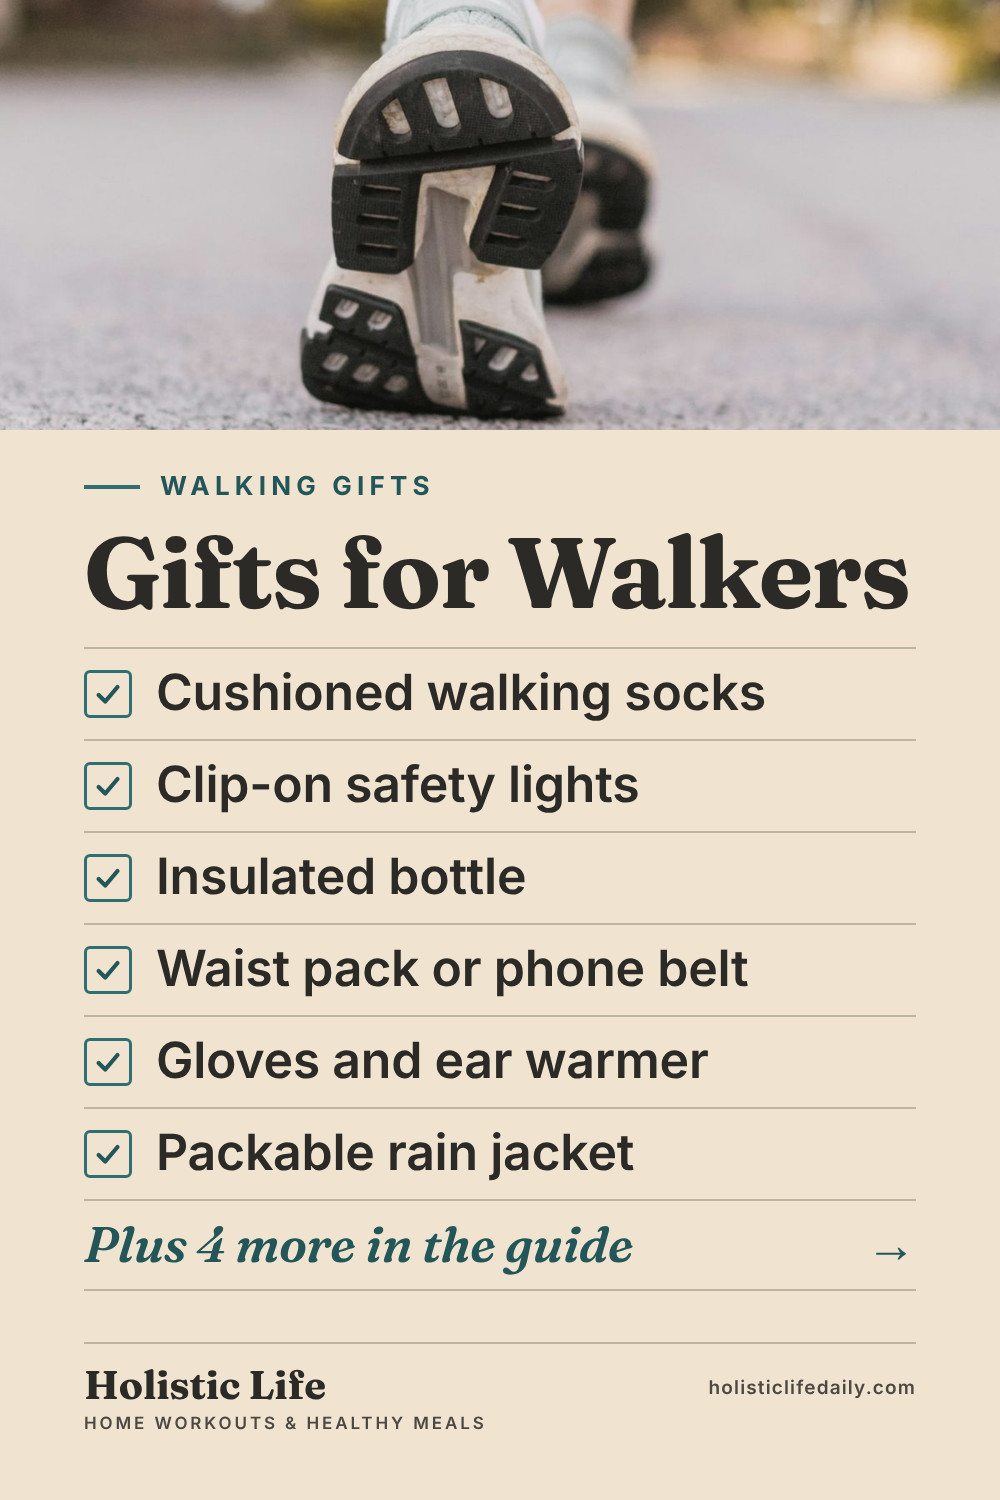 WALKING GIFTS
Gifts for Walkers
Cushioned walking socks
Clip-on safety lights
Insulated bottle
Waist pack or phone belt
Gloves and ear warmer
Packable rain jacket
Plus 4 more in the guide →
Holistic Life
holisticlifedaily.com
HOME WORKOUTS & HEALTHY MEALS